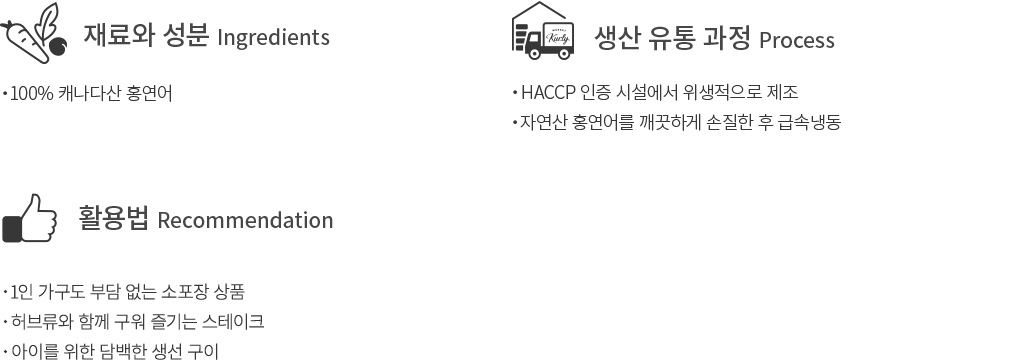 재료와 성분 Ingredients
•100% 캐나다산 홍연어
Kurly
생산 유통 과정 Process
•HACCP 인증 시설에서 위생적으로 제조
•자연산 홍연어를 깨끗하게 손질한 후 급속냉동
활용법 Recommendation
•1인 가구도 부담 없는 소포장 상품
•허브류와 함께 구워 즐기는 스테이크
•아이를 위한 담백한 생선 구이